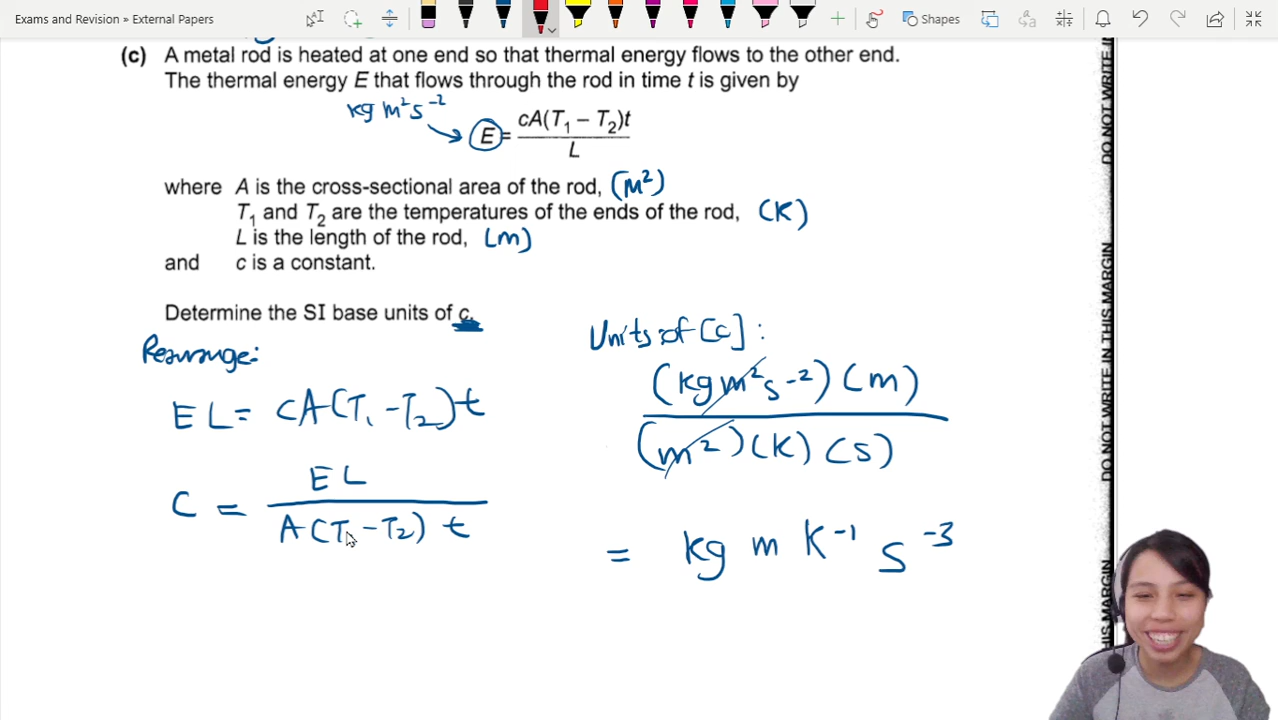 Exams and Revision » External Papers
Shapes
(c) A metal rod is heated at one end so that thermal energy flows to the other end.
The thermal energy E that flows through the rod in time t is given by
kg m² s⁻²
E = cA(T₁ − T₂)t / L
where A is the cross-sectional area of the rod, (m²)
T₁ and T₂ are the temperatures of the ends of the rod, (K)
L is the length of the rod, (m)
and c is a constant.
Determine the SI base units of c.
Rearrange:
EL = cA(T₁ − T₂)t
c = EL / A(T₁ − T₂) t
Units of [c] :
(kg m² s⁻²) (m) / (m²) (K) (s)
= kg m K⁻¹ s⁻³
DO NOT WRITE IN
DO NOT WRITE IN THIS MARGIN
HIS MARGIN